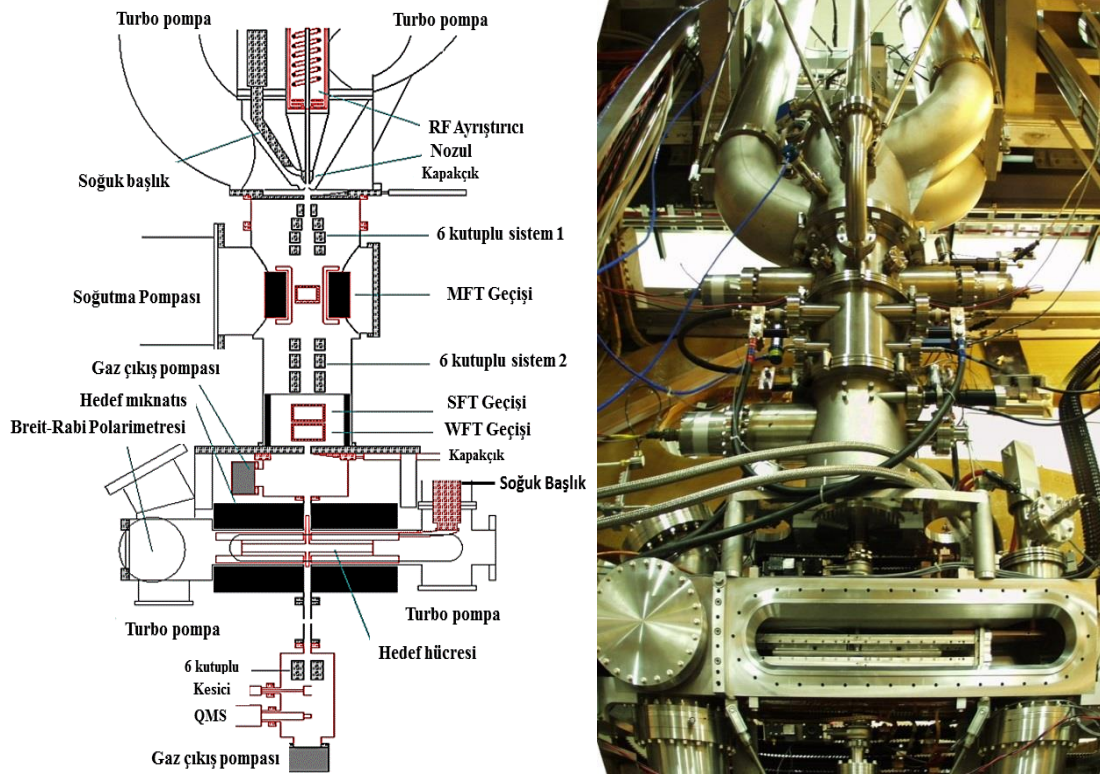 Turbo pompa
Turbo pompa
RF Ayrıştırıcı
Nozul
Kapakçık
Soğuk başlık
6 kutuplu sistem 1
Soğutma Pompası
MFT Geçişi
6 kutuplu sistem 2
Gaz çıkış pompası
Hedef mıknatıs
SFT Geçişi
Breit-Rabi Polarimetresi
WFT Geçişi
Kapakçık
Soğuk Başlık
Turbo pompa
Turbo pompa
Hedef hücresi
6 kutuplu
Kesici
QMS
Gaz çıkış pompası